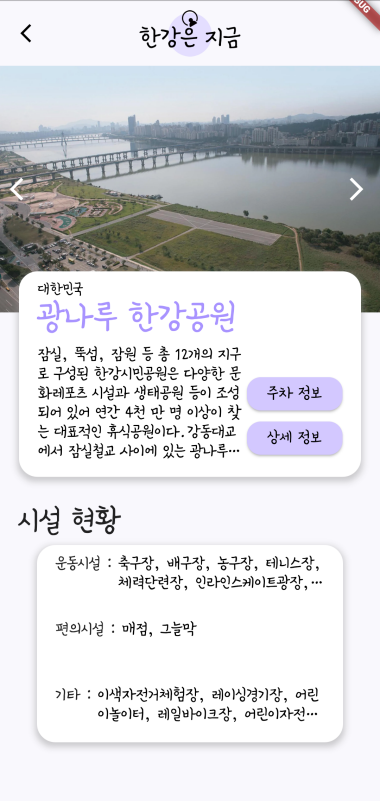 한강은 지금
대한민국
광나루 한강공원
잠실, 뚝섬, 잠원 등 총 12개의 지구
로 구성된 한강시민공원은 다양한 문
화레포츠 시설과 생태공원 등이 조성
되어 있어 연간 4천 만 명 이상이 찾
는 대표적인 휴식공원이다.강동대교
에서 잠실철교 사이에 있는 광나루…
주차 정보
상세 정보
시설 현황
운동시설 : 축구장, 배구장, 농구장, 테니스장,
체력단련장, 인라인스케이트광장,…
편의시설 : 매점, 그늘막
기타 : 이색자전거체험장, 레이싱경기장, 어린
이놀이터, 레일바이크장, 어린이자전…